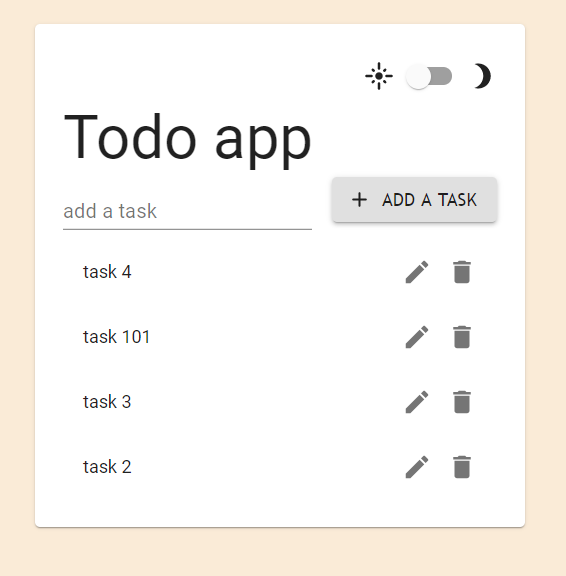 Todo app
add a task
ADD A TASK
task 4
task 101
task 3
task 2